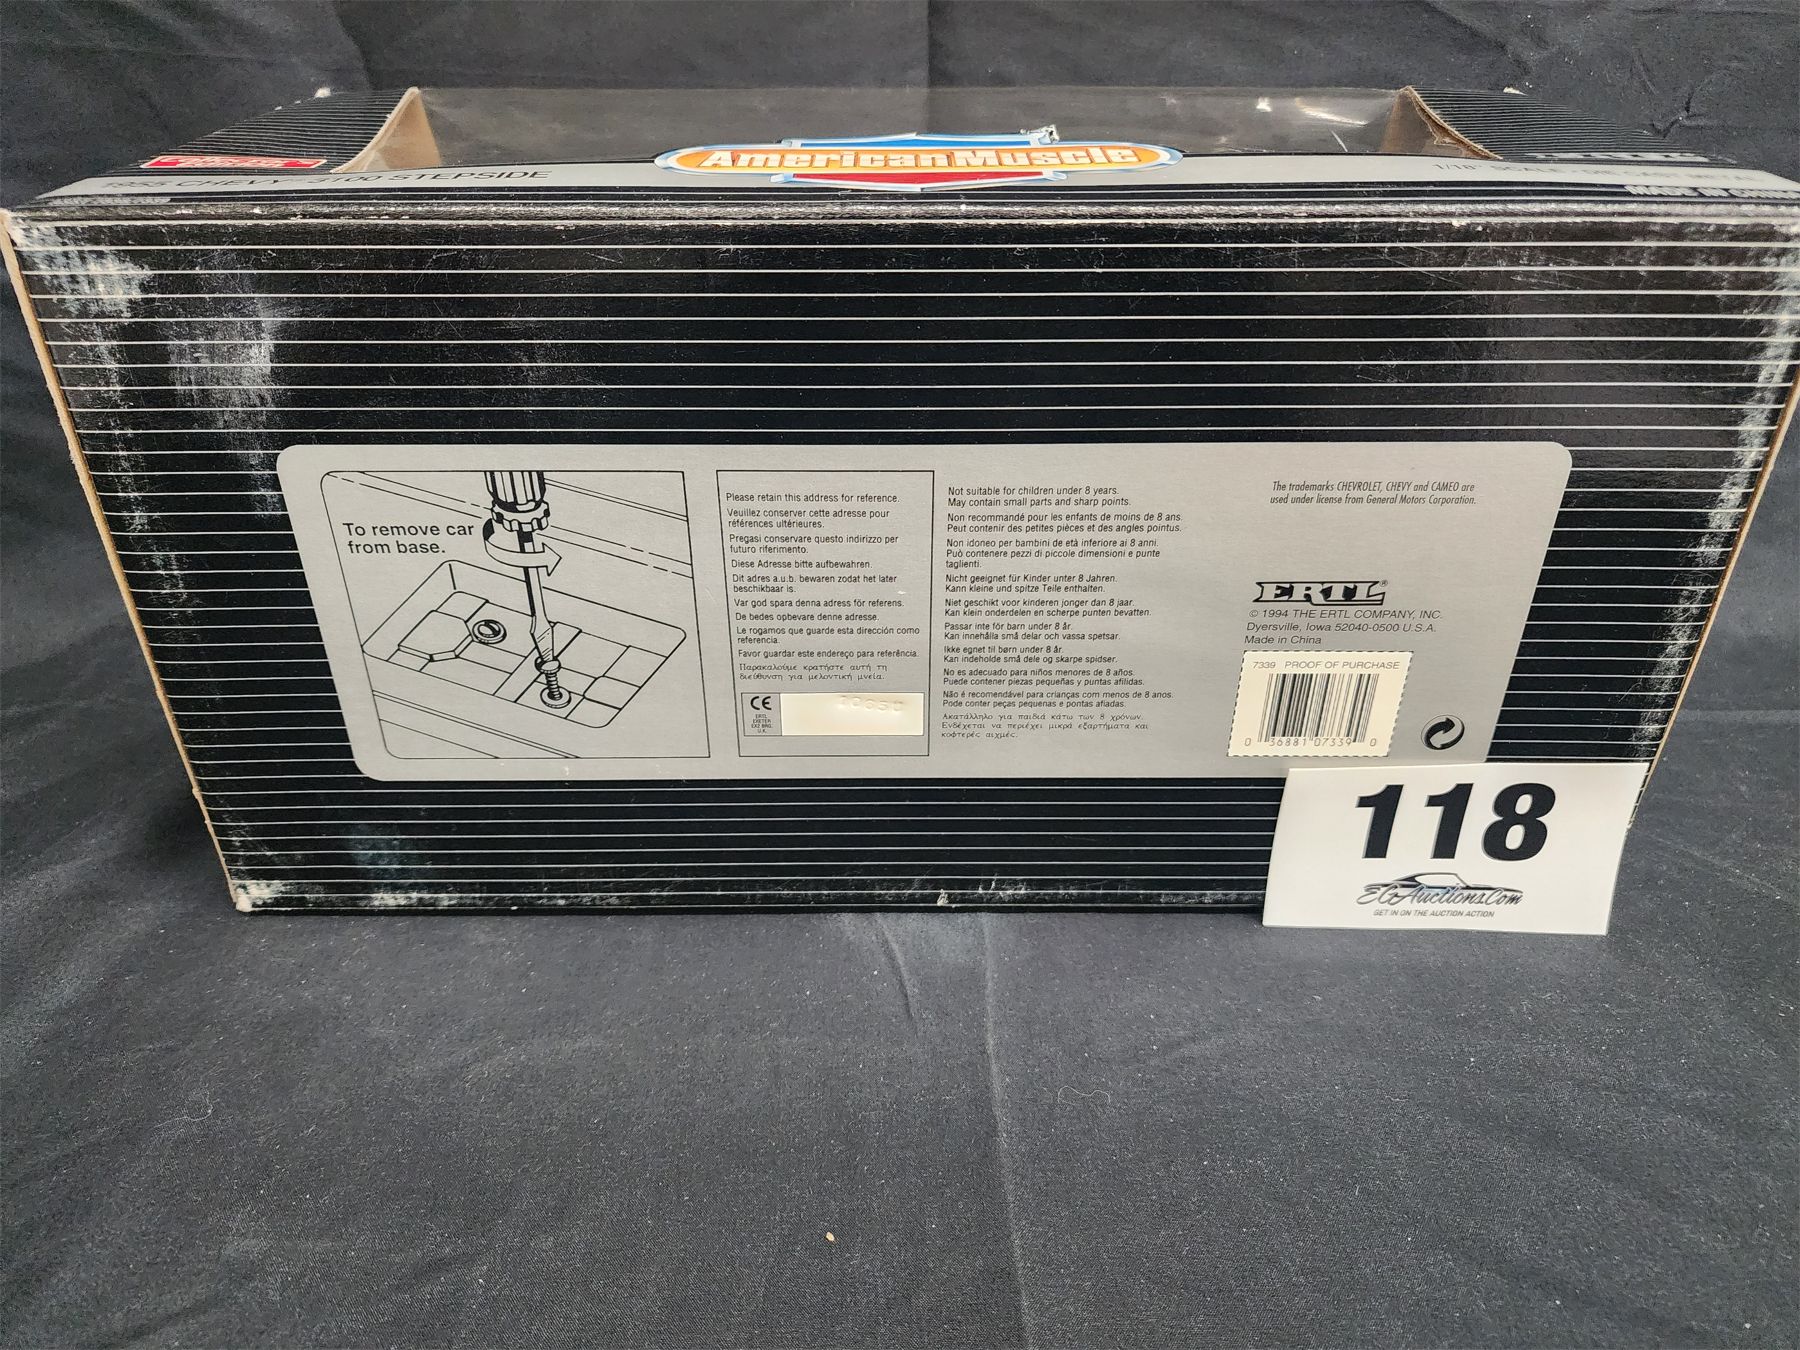 AmericanMuscle
1955 CHEVY 3100 STEPSIDE
1/18 SCALE
To remove car
from base.
Please retain this address for reference.
Veuillez conserver cette adresse pour
références ultérieures.
Pregasi conservare questo indirizzo per
futuro riferimento.
Diese Adresse bitte aufbewahren.
Dit adres a.u.b. bewaren zodat het later
beschikbaar is.
Var god spara denna adress för referens.
De bedes opbevare denne adresse.
Le rogamos que guarde esta dirección como
referencia.
Favor guardar este endereço para referência.
Παρακαλούμε κρατήστε αυτή τη
διεύθυνση για μελοντική μνεία.
CE
ERTL
EXETER
U.K.
Not suitable for children under 8 years.
May contain small parts and sharp points.
Non recommandé pour les enfants de moins de 8 ans.
Peut contenir des petites pièces et des angles pointus.
Non idoneo per bambini de età inferiore ai 8 anni.
Può contenere pezzi di piccole dimensioni e punte
taglienti.
Nicht geeignet für Kinder unter 8 Jahren.
Kann kleine und spitze Teile enthalten.
Niet geschikt voor kinderen jonger dan 8 jaar.
Kan klein onderdelen en scherpe punten bevatten.
Passar inte för barn under 8 år.
Kan innehålla små delar och vassa spetsar.
Ikke egnet til børn under 8 år.
Kan indeholde små dele og skarpe spidser.
No es adecuado para niños menores de 8 años.
Puede contener piezas pequeñas y puntas afiladas.
Não é recomendável para crianças com menos de 8 anos.
Pode conter peças pequenas e pontas afiadas.
Ακατάλληλο για παιδιά κάτω των 8 χρόνων.
Ενδέχεται να περιέχει μικρά εξαρτήματα και
κοφτερές αιχμές.
The trademarks CHEVROLET, CHEVY and CAMEO are
used under license from General Motors Corporation.
ERTL®
© 1994 THE ERTL COMPANY, INC.
Dyersville, Iowa 52040-0500 U.S.A.
Made in China
7339 PROOF OF PURCHASE
0 36881 07339 0
118
EGAuctions.Com
GET IN ON THE AUCTION ACTION